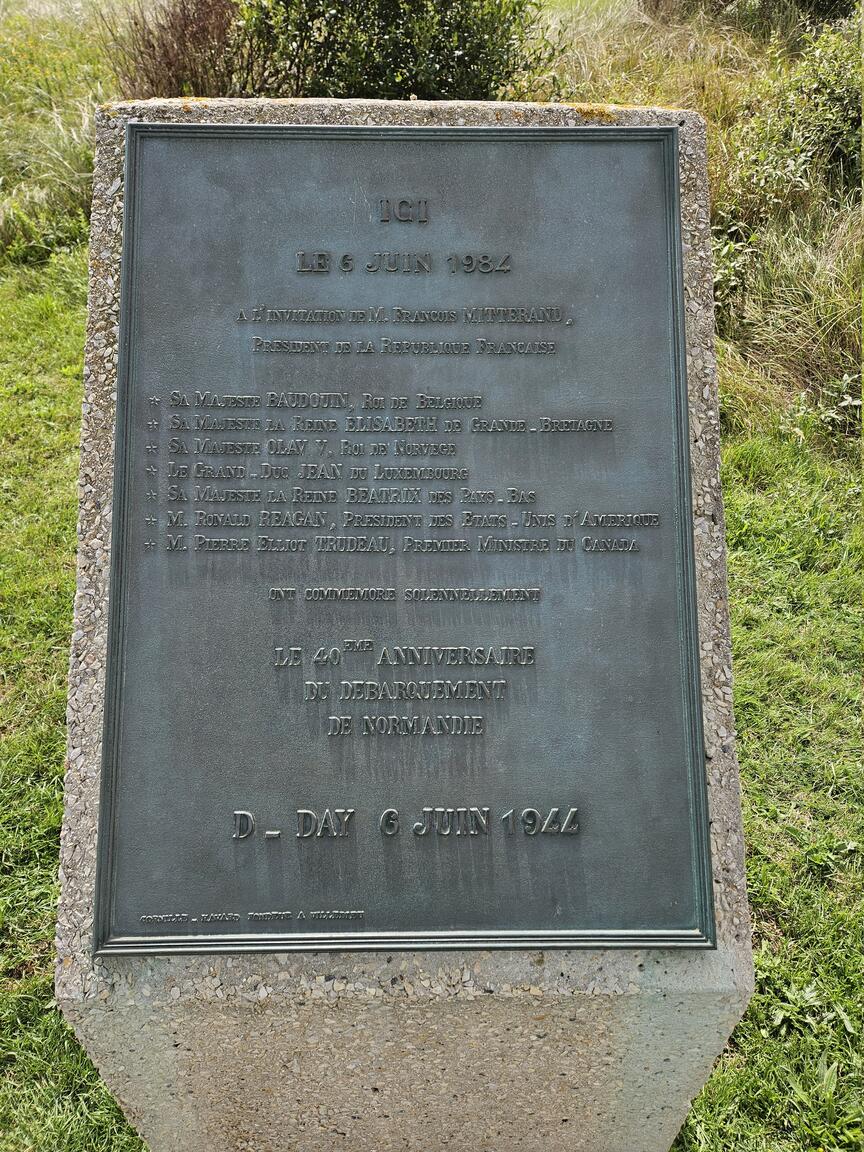 ICI
LE 6 JUIN 1984
A L'INVITATION DE M. FRANCOIS MITTERAND,
PRESIDENT DE LA REPUBLIQUE FRANCAISE
* SA MAJESTE BAUDOUIN, ROI DE BELGIQUE
* SA MAJESTE LA REINE ELISABETH DE GRANDE-BRETAGNE
* SA MAJESTE OLAV V, ROI DE NORVEGE
* LE GRAND-DUC JEAN DU LUXEMBOURG
* SA MAJESTE LA REINE BEATRIX DES PAYS-BAS
* M. RONALD REAGAN, PRESIDENT DES ETATS-UNIS D'AMERIQUE
* M. PIERRE ELLIOT TRUDEAU, PREMIER MINISTRE DU CANADA
ONT COMMEMORE SOLENNELLEMENT
LE 40EME ANNIVERSAIRE
DU DEBARQUEMENT
DE NORMANDIE
D-DAY 6 JUIN 1944
CORNILLE-HAVARD FONDEUR A VILLEDIEU